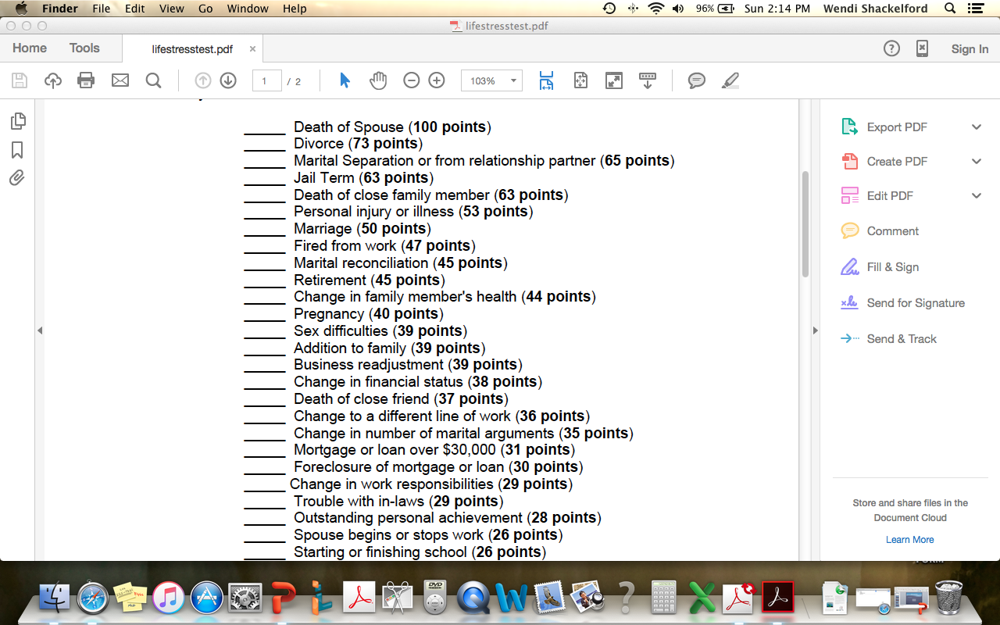 Finder File Edit View Go Window Help 96% Sun 2:14 PM Wendi Shackelford
lifestresstest.pdf
Home Tools lifestresstest.pdf × ? Sign In
1 / 2 103%
_____ Death of Spouse (100 points)
_____ Divorce (73 points)
_____ Marital Separation or from relationship partner (65 points)
_____ Jail Term (63 points)
_____ Death of close family member (63 points)
_____ Personal injury or illness (53 points)
_____ Marriage (50 points)
_____ Fired from work (47 points)
_____ Marital reconciliation (45 points)
_____ Retirement (45 points)
_____ Change in family member's health (44 points)
_____ Pregnancy (40 points)
_____ Sex difficulties (39 points)
_____ Addition to family (39 points)
_____ Business readjustment (39 points)
_____ Change in financial status (38 points)
_____ Death of close friend (37 points)
_____ Change to a different line of work (36 points)
_____ Change in number of marital arguments (35 points)
_____ Mortgage or loan over $30,000 (31 points)
_____ Foreclosure of mortgage or loan (30 points)
_____ Change in work responsibilities (29 points)
_____ Trouble with in-laws (29 points)
_____ Outstanding personal achievement (28 points)
_____ Spouse begins or stops work (26 points)
_____ Starting or finishing school (26 points)
Export PDF
Create PDF
Edit PDF
Comment
Fill & Sign
Send for Signature
Send & Track
Store and share files in the
Document Cloud
Learn More
DVD